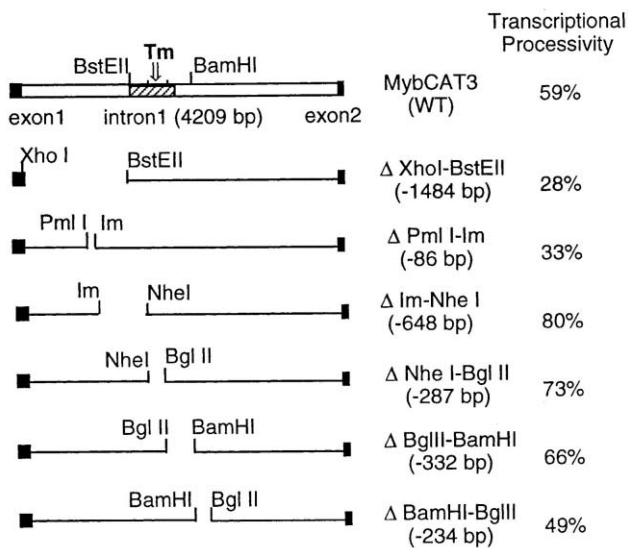 Transcriptional
Processivity
Tm
BstEII BamHI
MybCAT3
(WT)
59%
exon1 intron1 (4209 bp) exon2
Xho I
BstEII
Δ XhoI-BstEII
(-1484 bp)
28%
Pml I Im
Δ Pml I-Im
(-86 bp)
33%
Im NheI
Δ Im-Nhe I
(-648 bp)
80%
NheI Bgl II
Δ Nhe I-Bgl II
(-287 bp)
73%
Bgl II BamHI
Δ BglII-BamHI
(-332 bp)
66%
BamHI Bgl II
Δ BamHI-BglII
(-234 bp)
49%